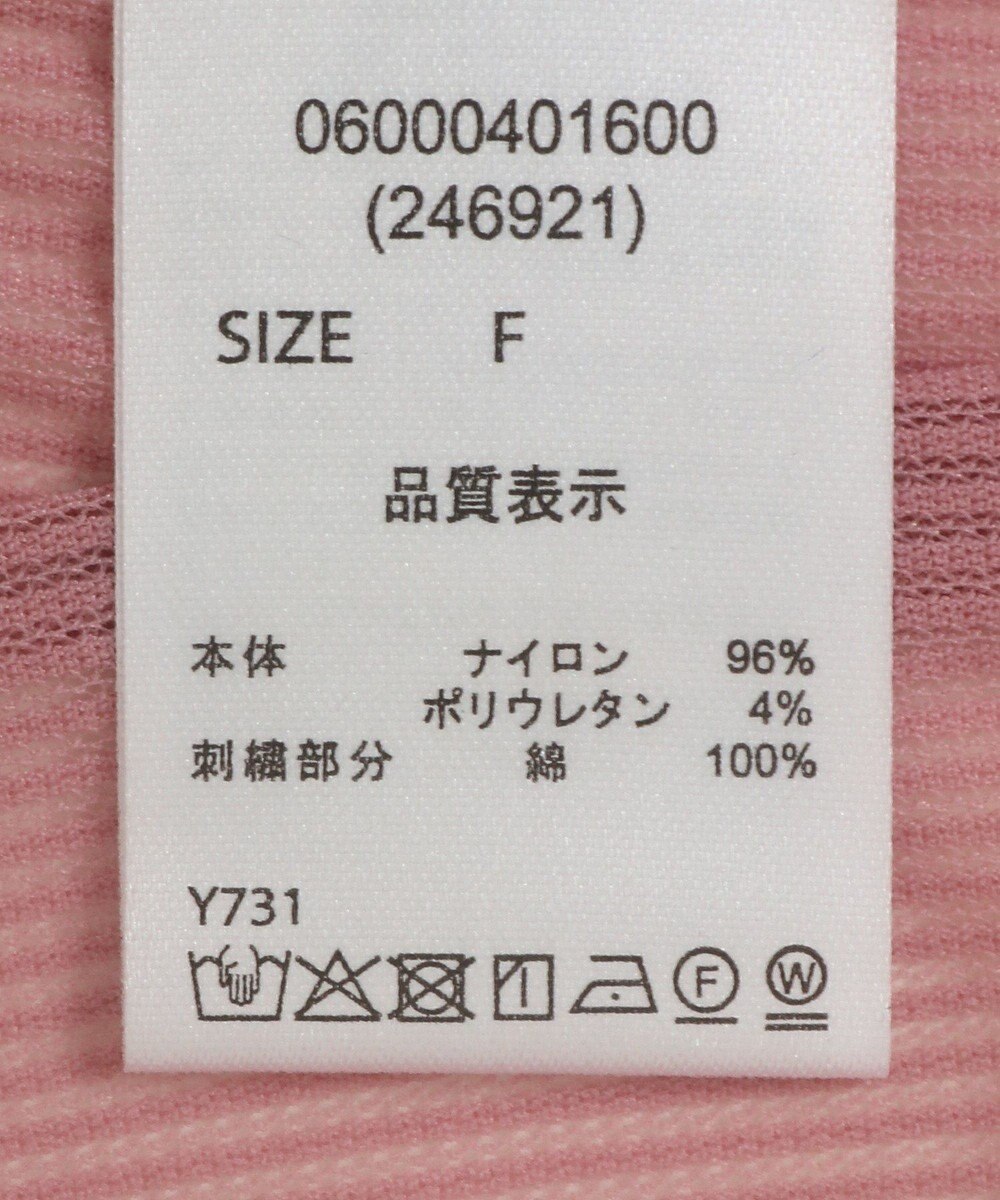 06000401600
(246921)
SIZE F
品質表示
本体 ナイロン 96%
ポリウレタン 4%
刺繍部分 綿 100%
Y731
F W